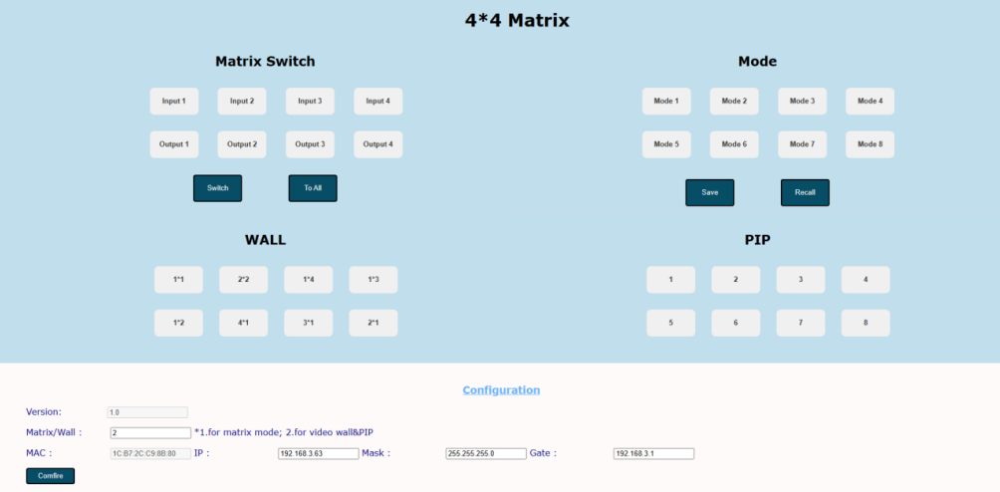 4*4 Matrix
Matrix Switch
Input 1 Input 2 Input 3 Input 4
Output 1 Output 2 Output 3 Output 4
Switch To All
Mode
Mode 1 Mode 2 Mode 3 Mode 4
Mode 5 Mode 6 Mode 7 Mode 8
Save Recall
WALL
1*1 2*2 1*4 1*3
1*2 4*1 3*1 2*1
PIP
1 2 3 4
5 6 7 8
Configuration
Version: 1.0
Matrix/Wall : 2 *1.for matrix mode; 2.for video wall&PIP
MAC : 1C:B7:2C:C9:8B:80 IP : 192.168.3.63 Mask : 255.255.255.0 Gate : 192.168.3.1
Comfire